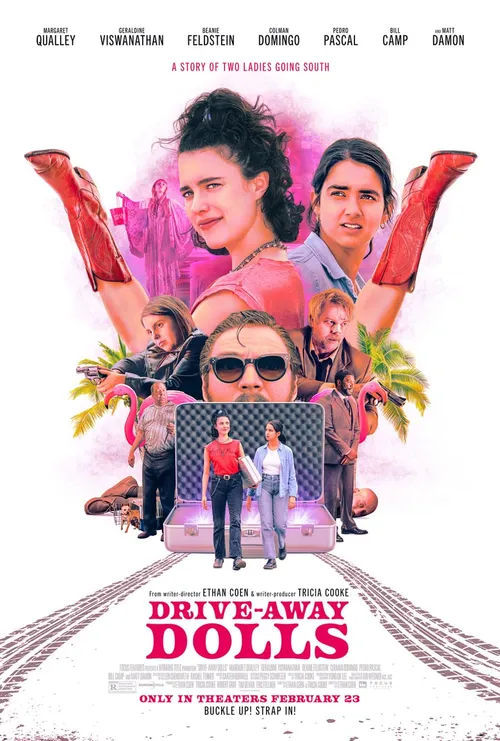 MARGARET QUALLEY GERALDINE VISWANATHAN BEANIE FELDSTEIN COLMAN DOMINGO PEDRO PASCAL BILL CAMP AND MATT DAMON
A STORY OF TWO LADIES GOING SOUTH
From writer-director ETHAN COEN & writer-producer TRICIA COOKE
DRIVE-AWAY
DOLLS
ONLY IN THEATERS FEBRUARY 23
BUCKLE UP! STRAP IN!